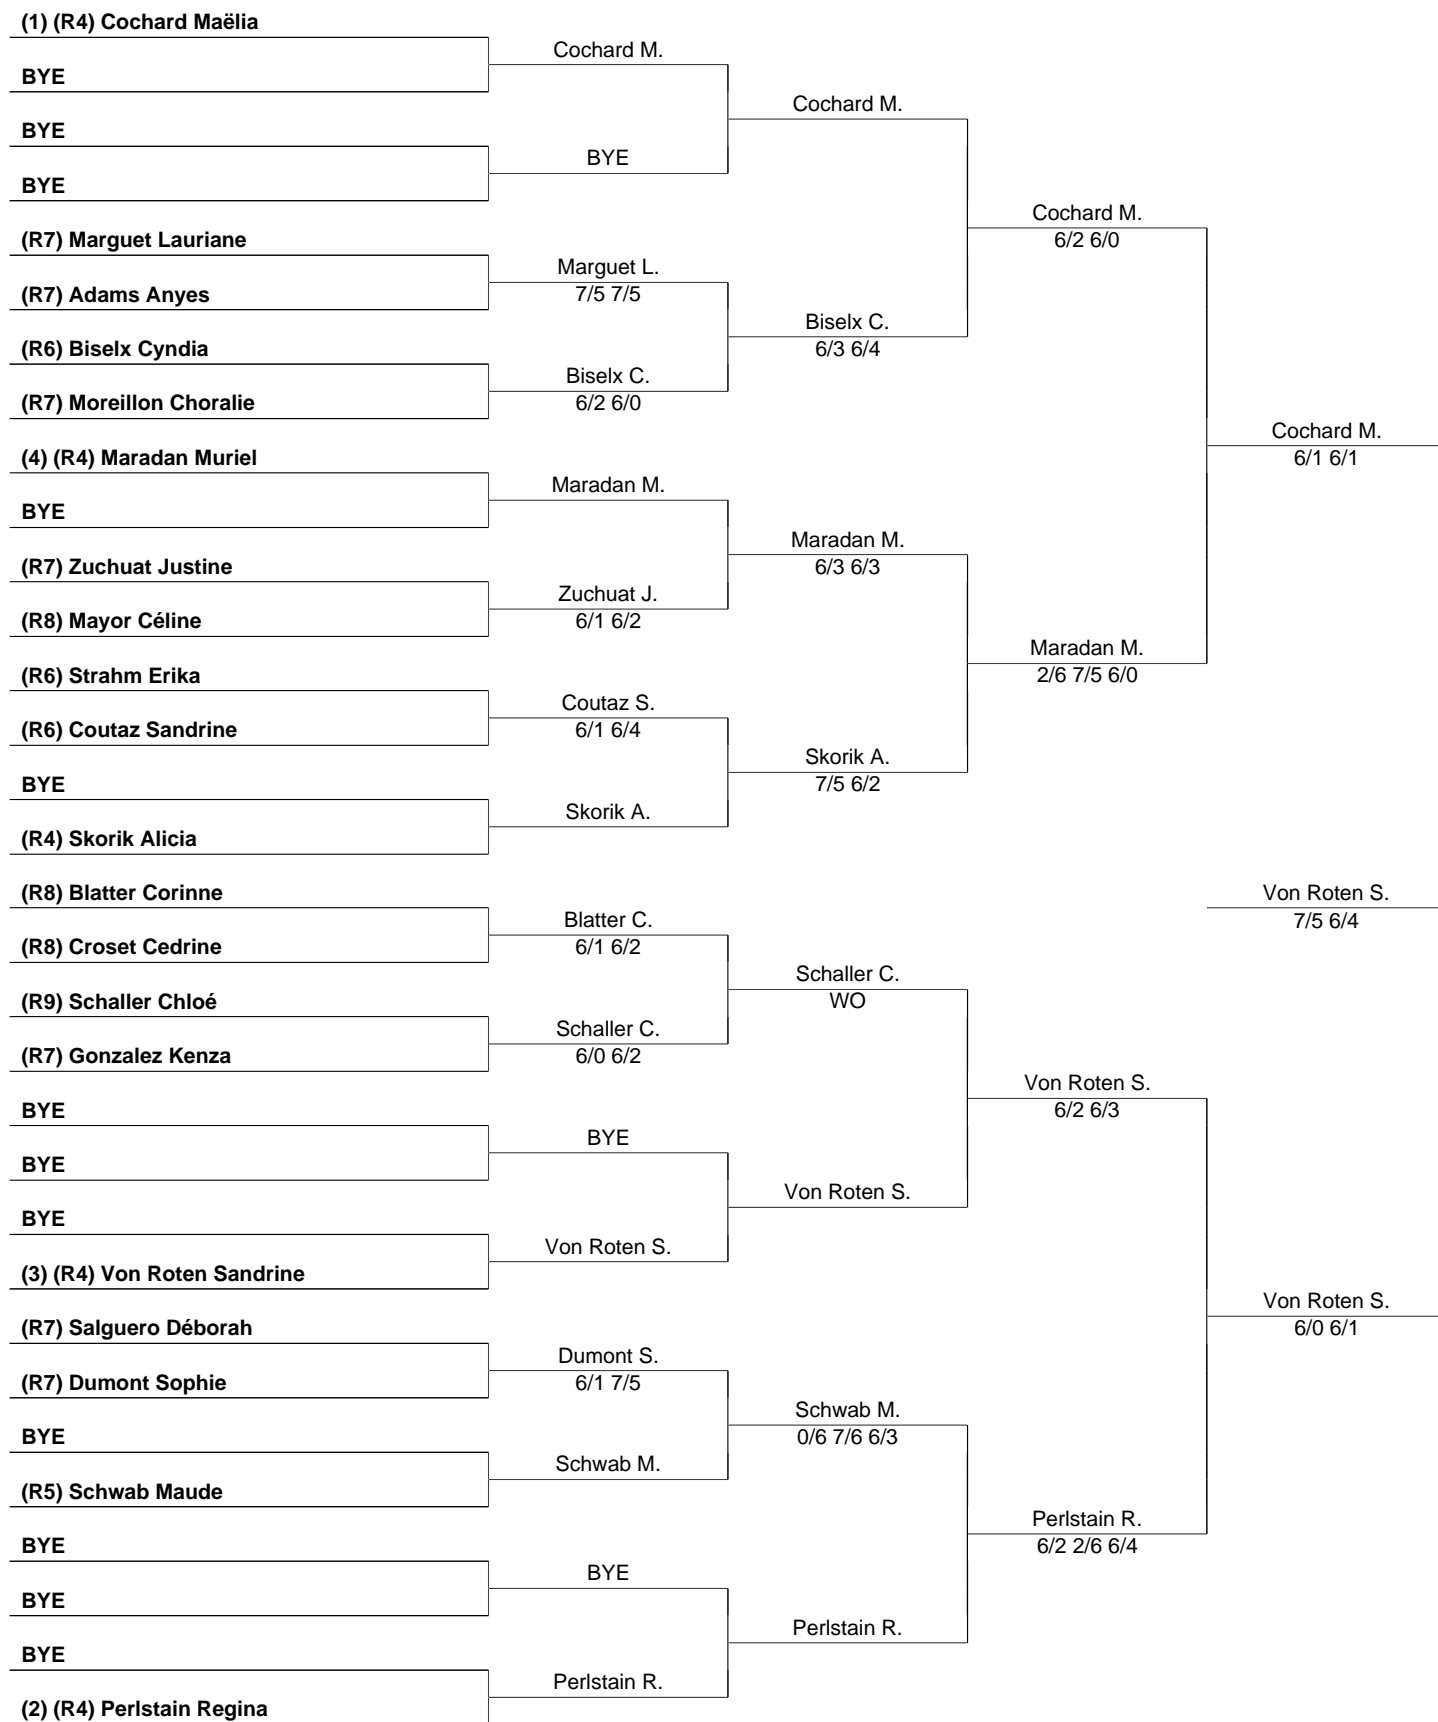 (1) (R4) Cochard Maëlia
Cochard M.
BYE
Cochard M.
BYE
BYE
BYE
Cochard M.
(R7) Marguet Lauriane
6/2 6/0
Marguet L.
(R7) Adams Anyes
7/5 7/5
Biselx C.
(R6) Biselx Cyndia
6/3 6/4
Biselx C.
(R7) Moreillon Choralie
6/2 6/0
Cochard M.
(4) (R4) Maradan Muriel
6/1 6/1
Maradan M.
BYE
Maradan M.
(R7) Zuchuat Justine
6/3 6/3
Zuchuat J.
(R8) Mayor Céline
6/1 6/2
Maradan M.
(R6) Strahm Erika
2/6 7/5 6/0
Coutaz S.
(R6) Coutaz Sandrine
6/1 6/4
Skorik A.
BYE
7/5 6/2
Skorik A.
(R4) Skorik Alicia
(R8) Blatter Corinne
Von Roten S.
Blatter C.
7/5 6/4
(R8) Croset Cedrine
6/1 6/2
Schaller C.
(R9) Schaller Chloé
WO
Schaller C.
(R7) Gonzalez Kenza
6/0 6/2
Von Roten S.
BYE
6/2 6/3
BYE
BYE
Von Roten S.
BYE
Von Roten S.
(3) (R4) Von Roten Sandrine
Von Roten S.
(R7) Salguero Déborah
6/0 6/1
Dumont S.
(R7) Dumont Sophie
6/1 7/5
Schwab M.
BYE
0/6 7/6 6/3
Schwab M.
(R5) Schwab Maude
Perlstain R.
BYE
6/2 2/6 6/4
BYE
BYE
Perlstain R.
BYE
Perlstain R.
(2) (R4) Perlstain Regina